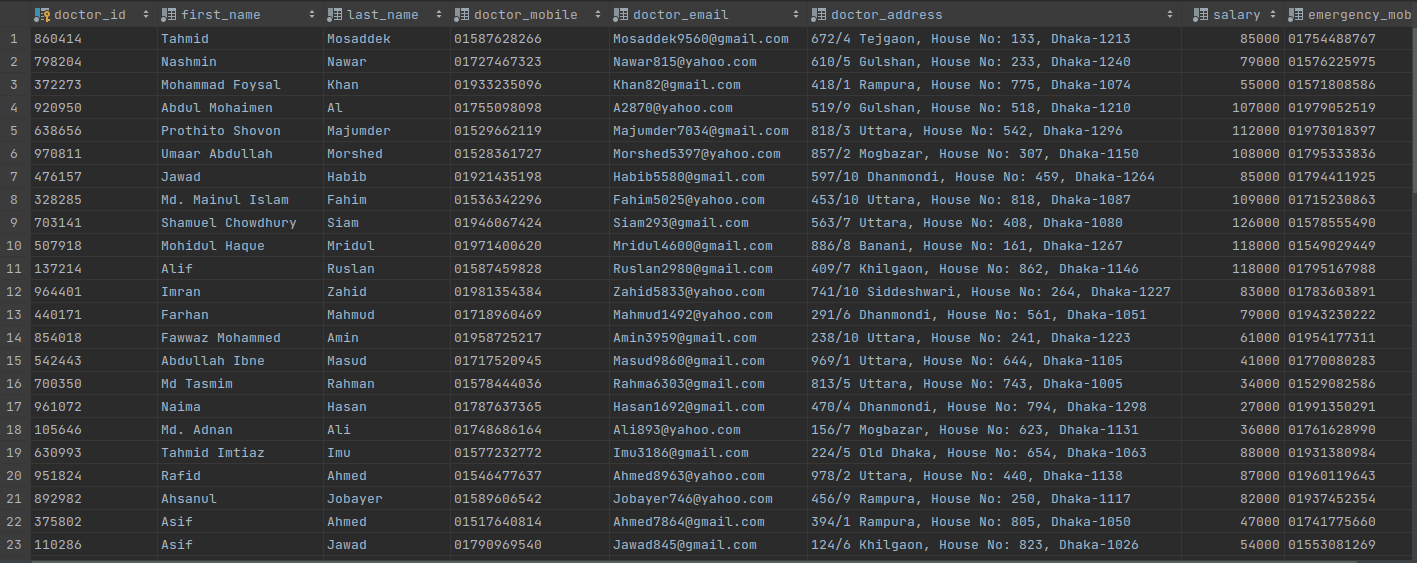 doctor_id first_name last_name doctor_mobile doctor_email doctor_address salary emergency_mob
1 860414 Tahmid Mosaddek 01587628266 Mosaddek9560@gmail.com 672/4 Tejgaon, House No: 133, Dhaka-1213 85000 01754488767
2 798204 Nashmin Nawar 01727467323 Nawar815@yahoo.com 610/5 Gulshan, House No: 233, Dhaka-1240 79000 01576225975
3 372273 Mohammad Foysal Khan 01933235096 Khan82@gmail.com 418/1 Rampura, House No: 775, Dhaka-1074 55000 01571808586
4 920950 Abdul Mohaimen Al 01755098098 A2870@yahoo.com 519/9 Gulshan, House No: 518, Dhaka-1210 107000 01979052519
5 638656 Prothito Shovon Majumder 01529662119 Majumder7034@gmail.com 818/3 Uttara, House No: 542, Dhaka-1296 112000 01973018397
6 970811 Umaar Abdullah Morshed 01528361727 Morshed5397@yahoo.com 857/2 Mogbazar, House No: 307, Dhaka-1150 108000 01795333836
7 476157 Jawad Habib 01921435198 Habib5580@gmail.com 597/10 Dhanmondi, House No: 459, Dhaka-1264 85000 01794411925
8 328285 Md. Mainul Islam Fahim 01536342296 Fahim5025@yahoo.com 453/10 Uttara, House No: 818, Dhaka-1087 109000 01715230863
9 703141 Shamuel Chowdhury Siam 01946067424 Siam293@gmail.com 563/7 Uttara, House No: 408, Dhaka-1080 126000 01578555490
10 507918 Mohidul Haque Mridul 01971400620 Mridul4600@gmail.com 886/8 Banani, House No: 161, Dhaka-1267 118000 01549029449
11 137214 Alif Ruslan 01587459828 Ruslan2980@gmail.com 409/7 Khilgaon, House No: 862, Dhaka-1146 118000 01795167988
12 964401 Imran Zahid 01981354384 Zahid5833@yahoo.com 741/10 Siddeshwari, House No: 264, Dhaka-1227 83000 01783603891
13 440171 Farhan Mahmud 01718960469 Mahmud1492@yahoo.com 291/6 Dhanmondi, House No: 561, Dhaka-1051 79000 01943230222
14 854018 Fawwaz Mohammed Amin 01958725217 Amin3959@gmail.com 238/10 Uttara, House No: 241, Dhaka-1223 61000 01954177311
15 542443 Abdullah Ibne Masud 01717520945 Masud9860@gmail.com 969/1 Uttara, House No: 644, Dhaka-1105 41000 01770080283
16 700350 Md Tasmim Rahman 01578444036 Rahma6303@gmail.com 813/5 Uttara, House No: 743, Dhaka-1005 34000 01529082586
17 961072 Naima Hasan 01787637365 Hasan1692@gmail.com 470/4 Dhanmondi, House No: 794, Dhaka-1298 27000 01991350291
18 105646 Md. Adnan Ali 01748686164 Ali893@yahoo.com 156/7 Mogbazar, House No: 623, Dhaka-1131 36000 01761628990
19 630993 Tahmid Imtiaz Imu 01577232772 Imu3186@gmail.com 224/5 Old Dhaka, House No: 654, Dhaka-1063 88000 01931380984
20 951824 Rafid Ahmed 01546477637 Ahmed8963@yahoo.com 978/2 Uttara, House No: 440, Dhaka-1138 87000 01960119643
21 892982 Ahsanul Jobayer 01589606542 Jobayer746@yahoo.com 456/9 Rampura, House No: 250, Dhaka-1117 82000 01937452354
22 375802 Asif Ahmed 01517640814 Ahmed7864@gmail.com 394/1 Rampura, House No: 805, Dhaka-1050 47000 01741775660
23 110286 Asif Jawad 01790969540 Jawad845@gmail.com 124/6 Khilgaon, House No: 823, Dhaka-1026 54000 01553081269